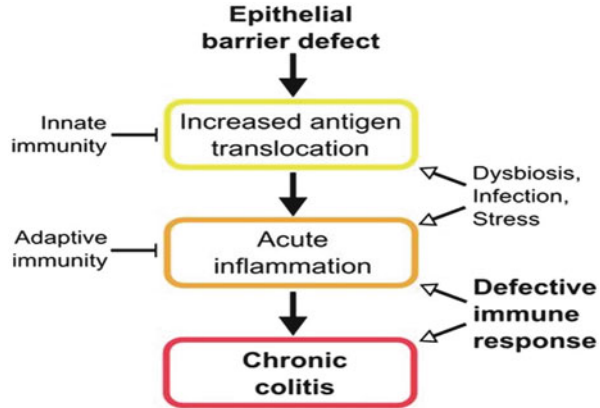 Epithelial
barrier defect
Innate
immunity
Increased antigen
translocation
Dysbiosis,
Infection,
Stress
Adaptive
immunity
Acute
inflammation
Defective
immune
response
Chronic
colitis